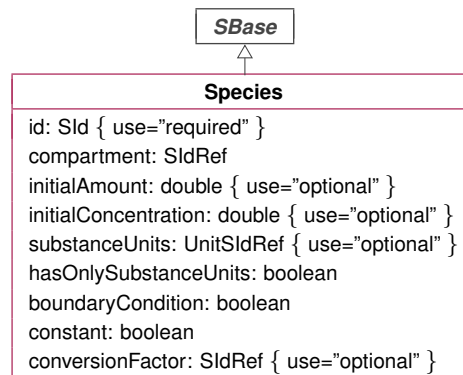 SBase
Species
id: SId { use=”required” }
compartment: SIdRef
initialAmount: double { use=”optional” }
initialConcentration: double { use=”optional” }
substanceUnits: UnitSIdRef { use=”optional” }
hasOnlySubstanceUnits: boolean
boundaryCondition: boolean
constant: boolean
conversionFactor: SIdRef { use=”optional” }